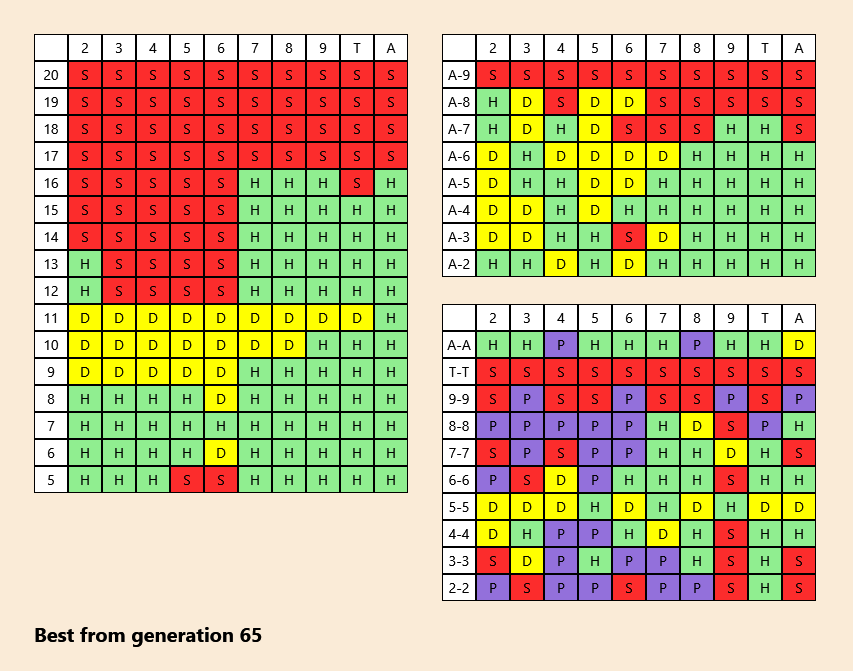 2 3 4 5 6 7 8 9 T A
20 S S S S S S S S S S
19 S S S S S S S S S S
18 S S S S S S S S S S
17 S S S S S S S S S S
16 S S S S S H H H S H
15 S S S S S H H H H H
14 S S S S S H H H H H
13 H S S S S H H H H H
12 H S S S S H H H H H
11 D D D D D D D D D H
10 D D D D D D D H H H
9 D D D D D H H H H H
8 H H H H D H H H H H
7 H H H H H H H H H H
6 H H H H D H H H H H
5 H H H S S H H H H H
2 3 4 5 6 7 8 9 T A
A-9 S S S S S S S S S S
A-8 H D S D D S S S S S
A-7 H D H D S S S H H S
A-6 D H D D D D H H H H
A-5 D H H D D H H H H H
A-4 D D H D H H H H H H
A-3 D D H H S D H H H H
A-2 H H D H D H H H H H
2 3 4 5 6 7 8 9 T A
A-A H H P H H H P H H D
T-T S S S S S S S S S S
9-9 S P S S P S S P S P
8-8 P P P P P H D S P H
7-7 S P S P P H H D H S
6-6 P S D P H H H S H H
5-5 D D D H D H D H D D
4-4 D H P P H D H S H H
3-3 S D P H P P H S H S
2-2 P S P P S P P S H S
Best from generation 65